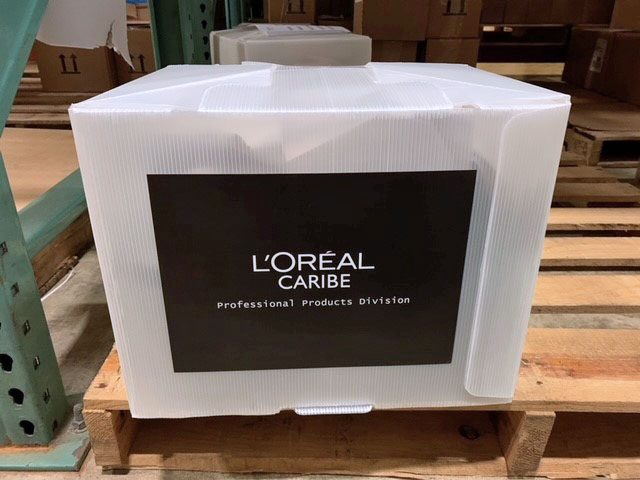 L'ORÉAL
CARIBE
Professional Products Division